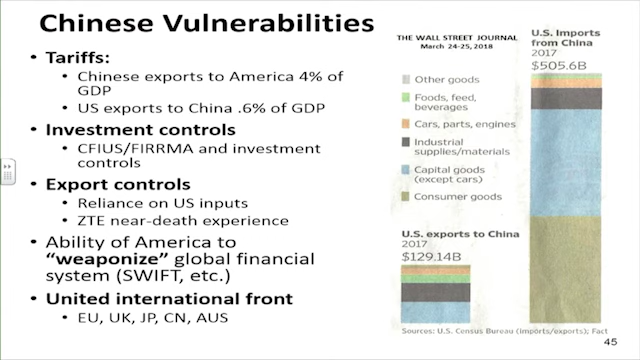 Chinese Vulnerabilities
• Tariffs:
• Chinese exports to America 4% of
GDP
• US exports to China .6% of GDP
• Investment controls
• CFIUS/FIRRMA and investment
controls
• Export controls
• Reliance on US inputs
• ZTE near-death experience
• Ability of America to
"weaponize" global financial
system (SWIFT, etc.)
• United international front
• EU, UK, JP, CN, AUS
THE WALL STREET JOURNAL
March 24-25, 2018
U.S. Imports
from China
2017
$505.6B
Other goods
Foods, feed,
beverages
Cars, parts, engines
Industrial
supplies/materials
Capital goods
(except cars)
Consumer goods
U.S. exports to China
2017
$129.14B
Sources: U.S. Census Bureau (imports/exports); Fact
45